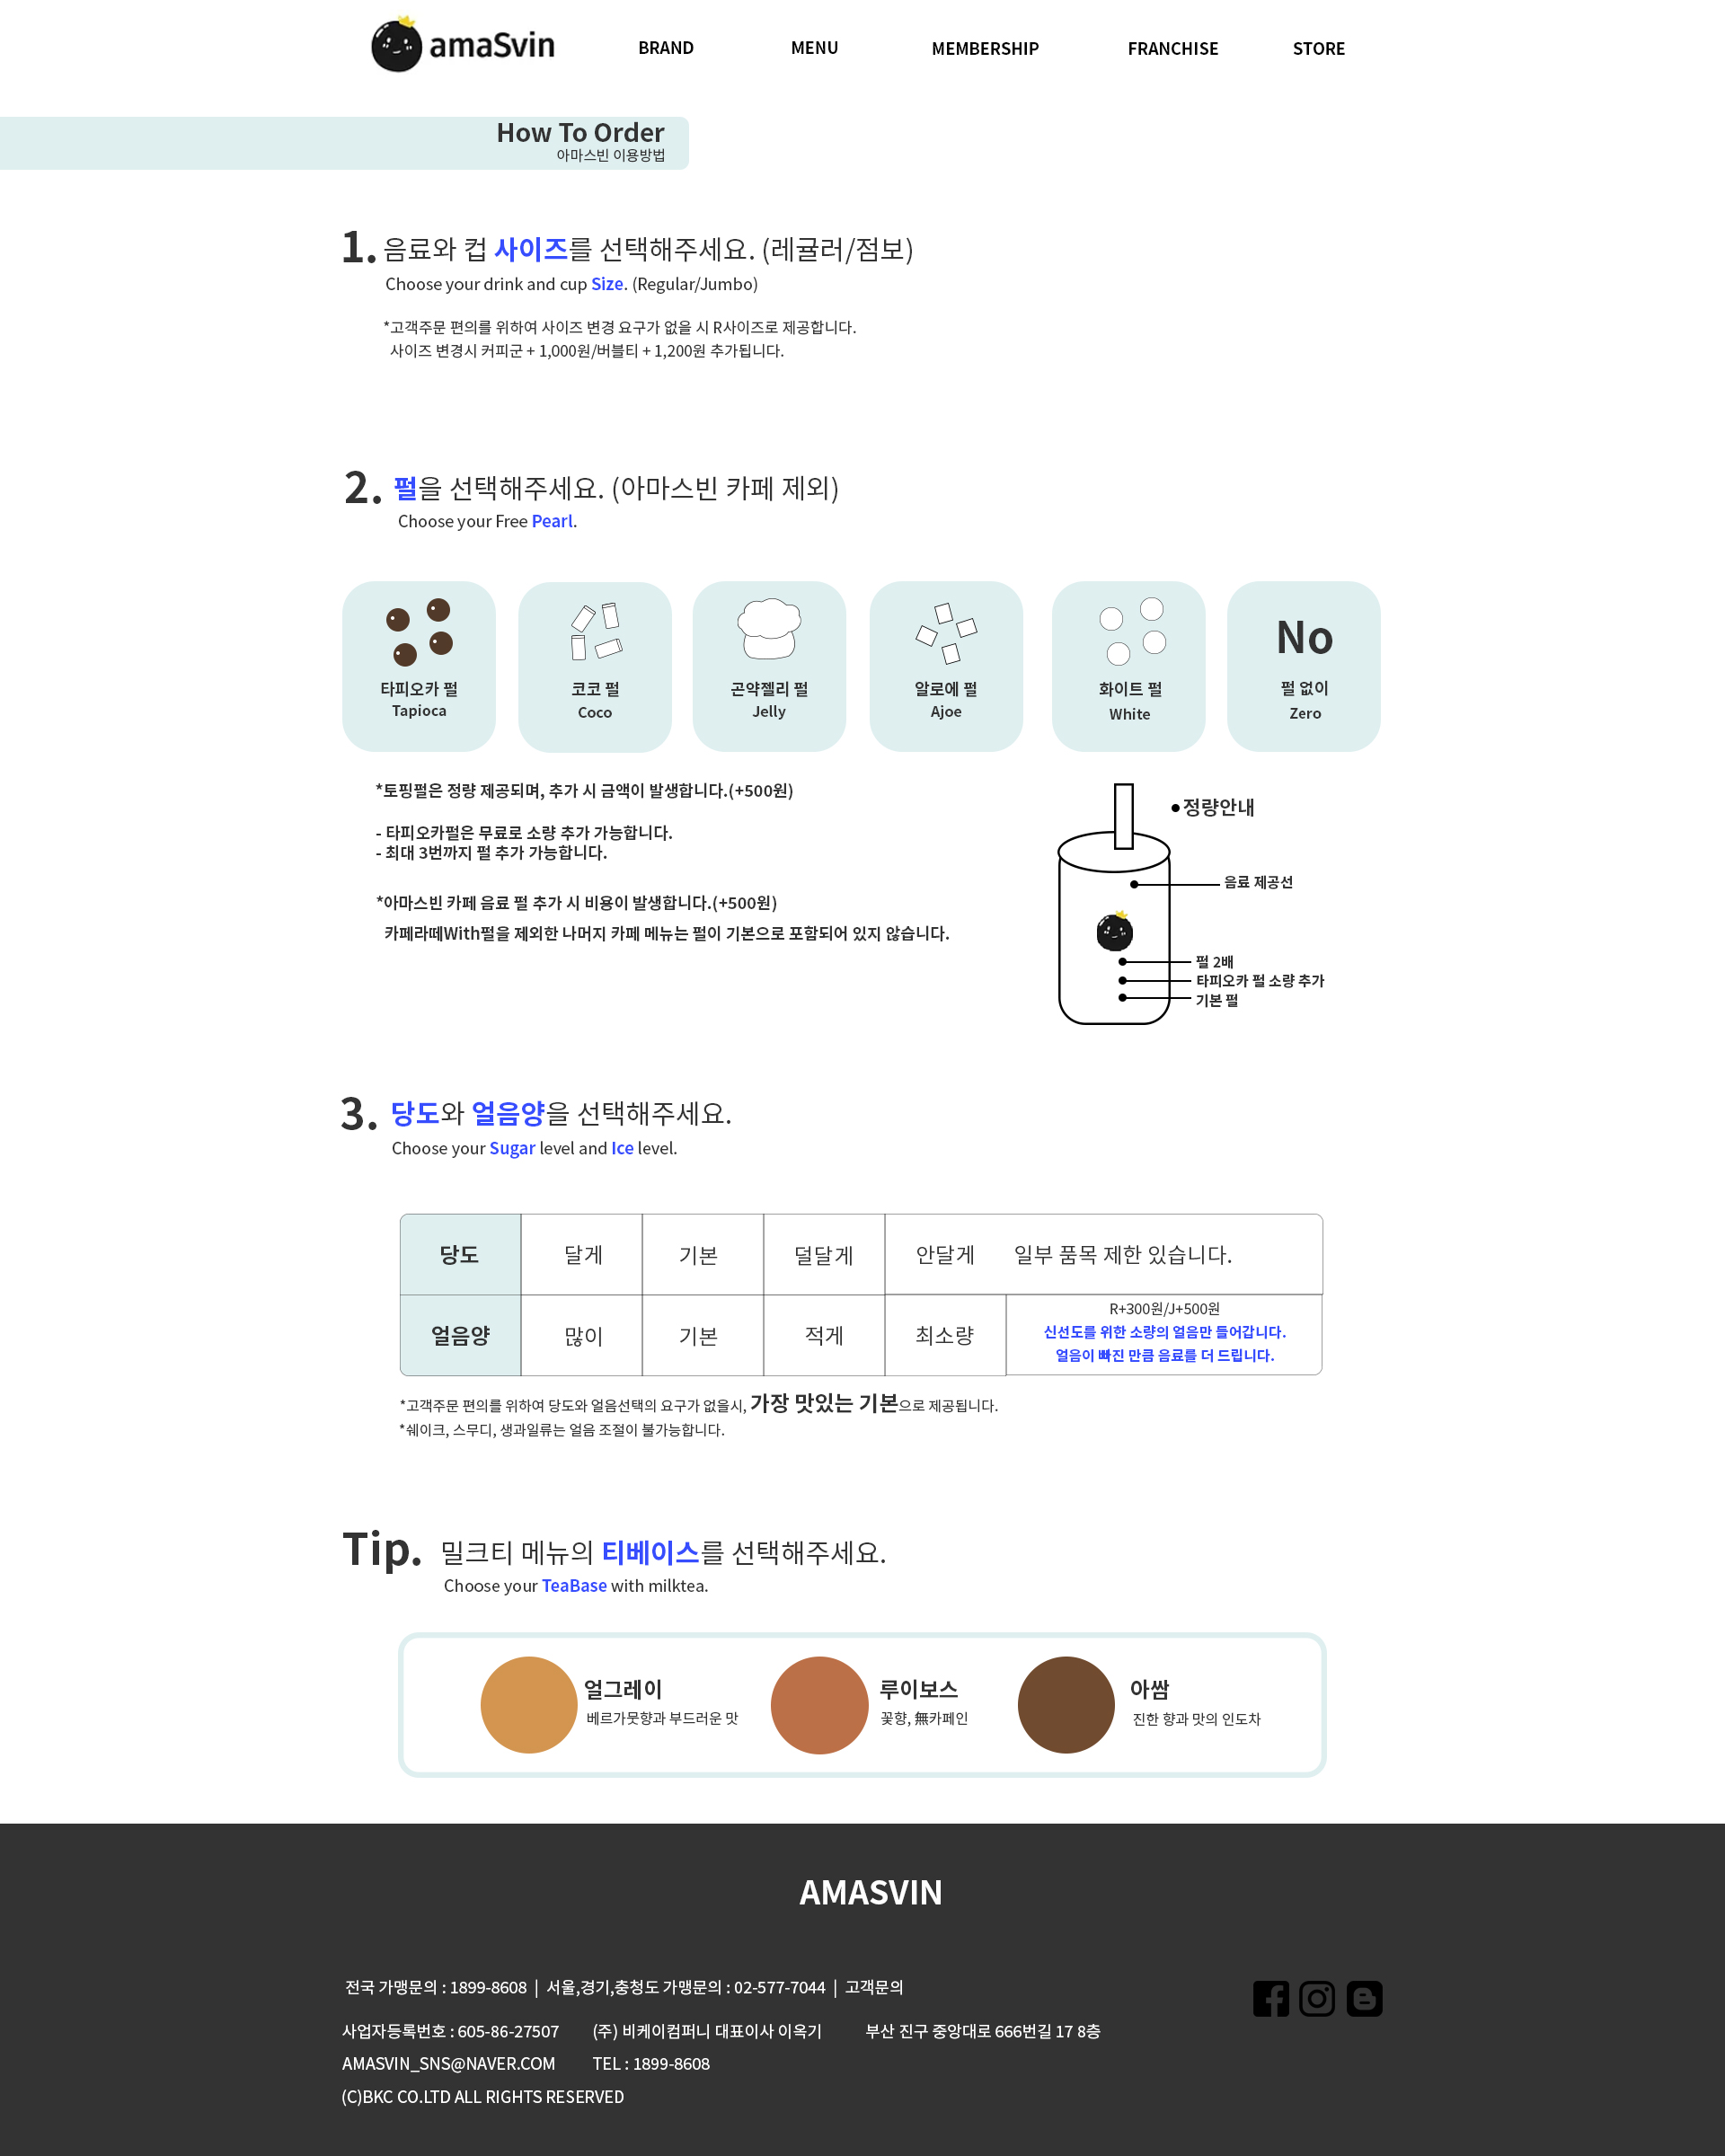 amaSvin
BRAND
MENU
MEMBERSHIP
FRANCHISE
STORE
How To Order
아마스빈 이용방법
1. 음료와 컵 사이즈를 선택해주세요. (레귤러/점보)
Choose your drink and cup Size. (Regular/Jumbo)
*고객주문 편의를 위하여 사이즈 변경 요구가 없을 시 R사이즈로 제공합니다.
사이즈 변경시 커피군 + 1,000원/버블티 + 1,200원 추가됩니다.
2. 펄을 선택해주세요. (아마스빈 카페 제외)
Choose your Free Pearl.
타피오카 펄
Tapioca
코코 펄
Coco
곤약젤리 펄
Jelly
알로에 펄
Ajoe
화이트 펄
White
No
펄 없이
Zero
*토핑펄은 정량 제공되며, 추가 시 금액이 발생합니다.(+500원)
- 타피오카펄은 무료로 소량 추가 가능합니다.
- 최대 3번까지 펄 추가 가능합니다.
*아마스빈 카페 음료 펄 추가 시 비용이 발생합니다.(+500원)
카페라떼With펄을 제외한 나머지 카페 메뉴는 펄이 기본으로 포함되어 있지 않습니다.
●정량안내
음료 제공선
펄 2배
타피오카 펄 소량 추가
기본 펄
3. 당도와 얼음양을 선택해주세요.
Choose your Sugar level and Ice level.
당도 달게 기본 덜달게 안달게 일부 품목 제한 있습니다.
얼음양 많이 기본 적게 최소량
R+300원/J+500원
신선도를 위한 소량의 얼음만 들어갑니다.
얼음이 빠진 만큼 음료를 더 드립니다.
*고객주문 편의를 위하여 당도와 얼음선택의 요구가 없을시, 가장 맛있는 기본으로 제공됩니다.
*쉐이크, 스무디, 생과일류는 얼음 조절이 불가능합니다.
Tip. 밀크티 메뉴의 티베이스를 선택해주세요.
Choose your TeaBase with milktea.
얼그레이
베르가뭇향과 부드러운 맛
루이보스
꽃향, 無카페인
아쌈
진한 향과 맛의 인도차
AMASVIN
전국 가맹문의 : 1899-8608 | 서울,경기,충청도 가맹문의 : 02-577-7044 | 고객문의
사업자등록번호 : 605-86-27507 (주) 비케이컴퍼니 대표이사 이옥기 부산 진구 중앙대로 666번길 17 8층
AMASVIN_SNS@NAVER.COM TEL : 1899-8608
(C)BKC CO.LTD ALL RIGHTS RESERVED